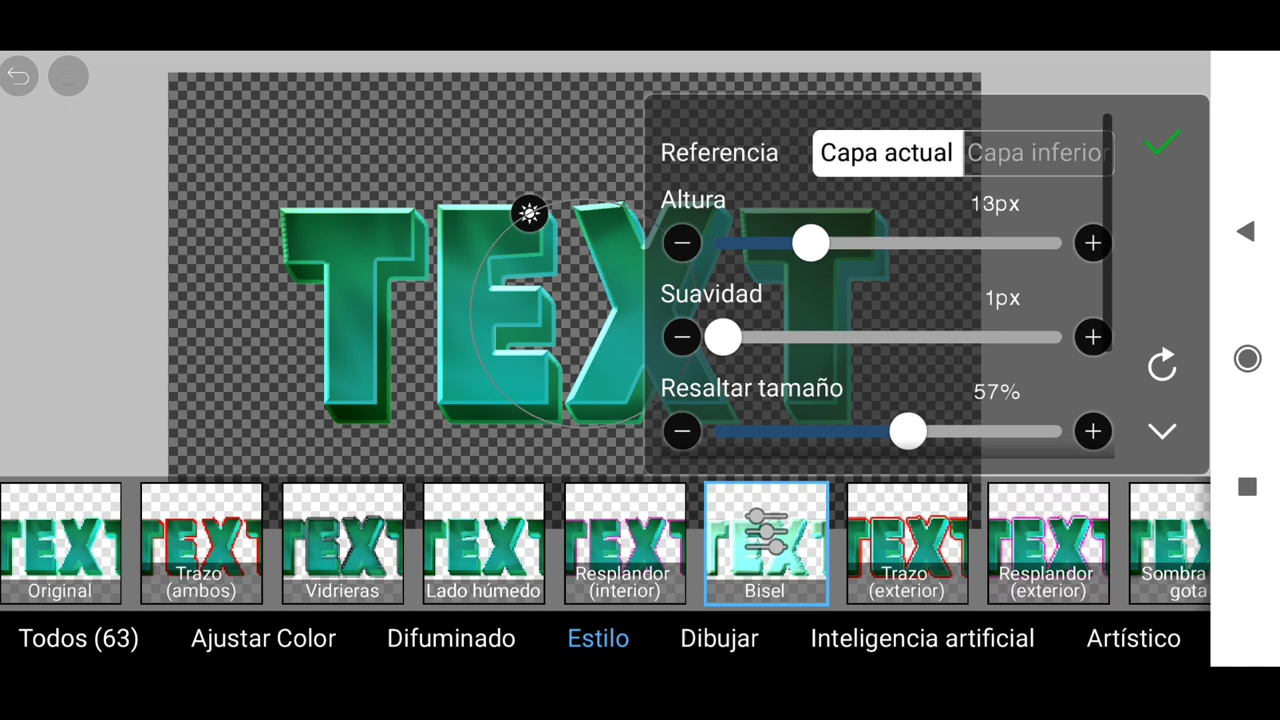 TEXT
Referencia
Capa actual
Capa inferior
Altura
13px
Suavidad
1px
Resaltar tamaño
57%
TEXT
Original
TEXT
Trazo
(ambos)
TEXT
Vidrieras
TEXT
Lado húmedo
TEXT
Resplandor
(interior)
TEXT
Bisel
TEXT
Trazo
(exterior)
TEXT
Resplandor
(exterior)
TEX
Sombra
gota
Todos (63)
Ajustar Color
Difuminado
Estilo
Dibujar
Inteligencia artificial
Artístico